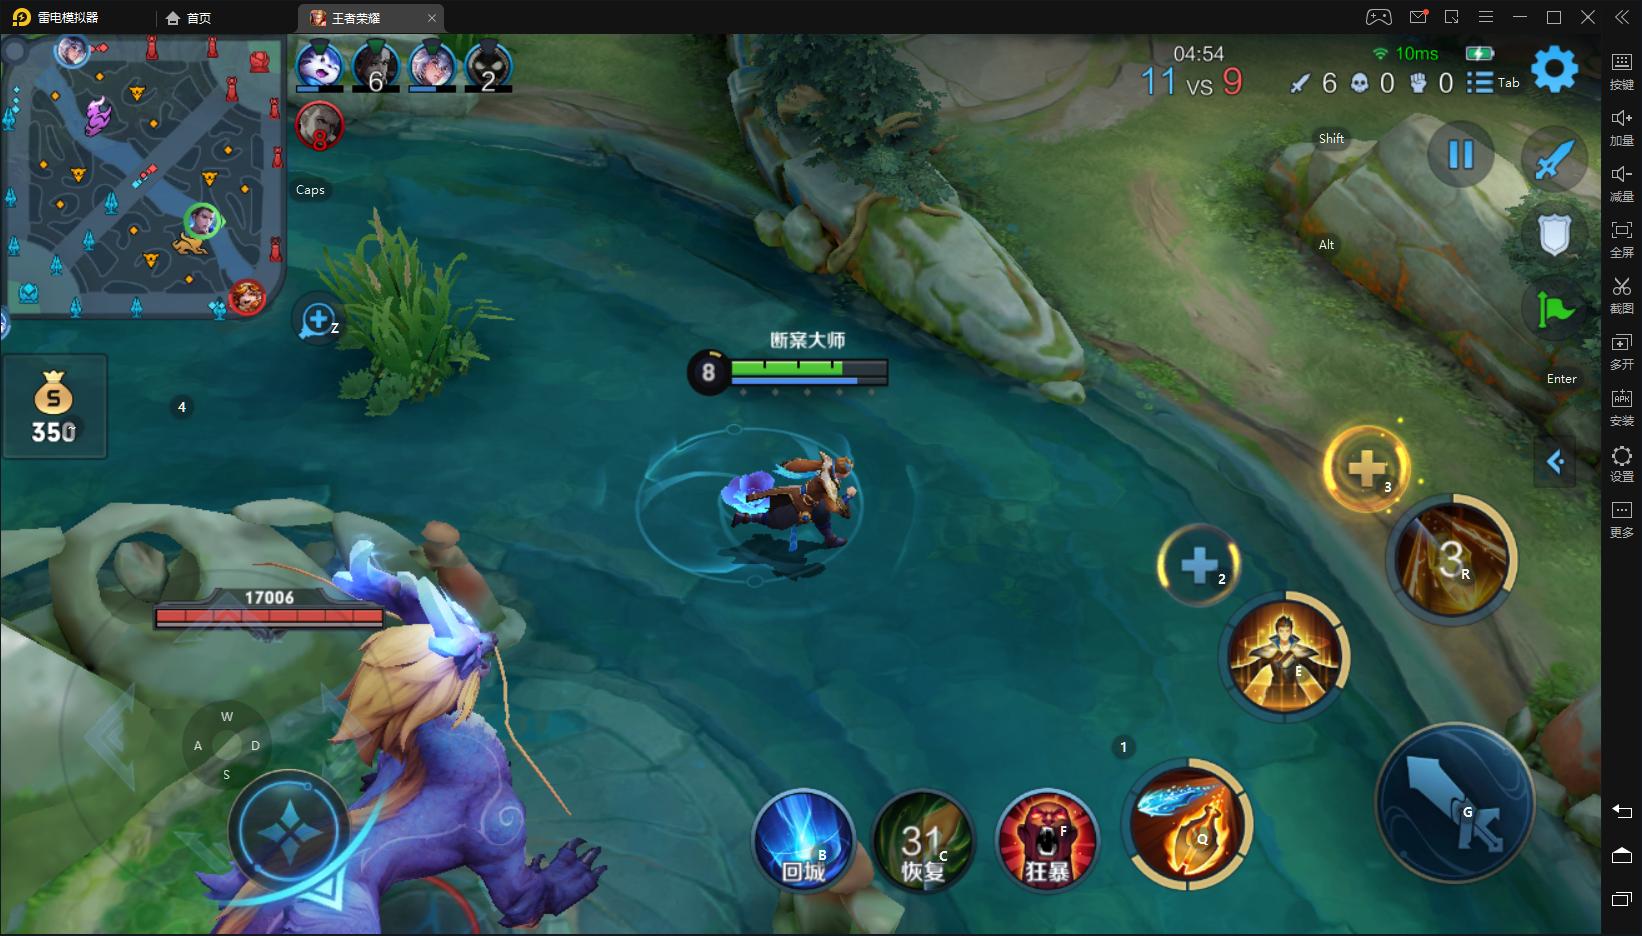 雷电模拟器
首页
王者荣耀
6
2
8
04:54
11 vs 9
10ms
6
0
0
Tab
Shift
Caps
Alt
Z
Enter
按键
加量
减量
全屏
截图
多开
安装
设置
更多
APK
断案大师
8
S
350
~
4
3
2
3
R
E
17006
W
A
D
S
1
Q
G
B
回城
31
C
恢复
F
狂暴